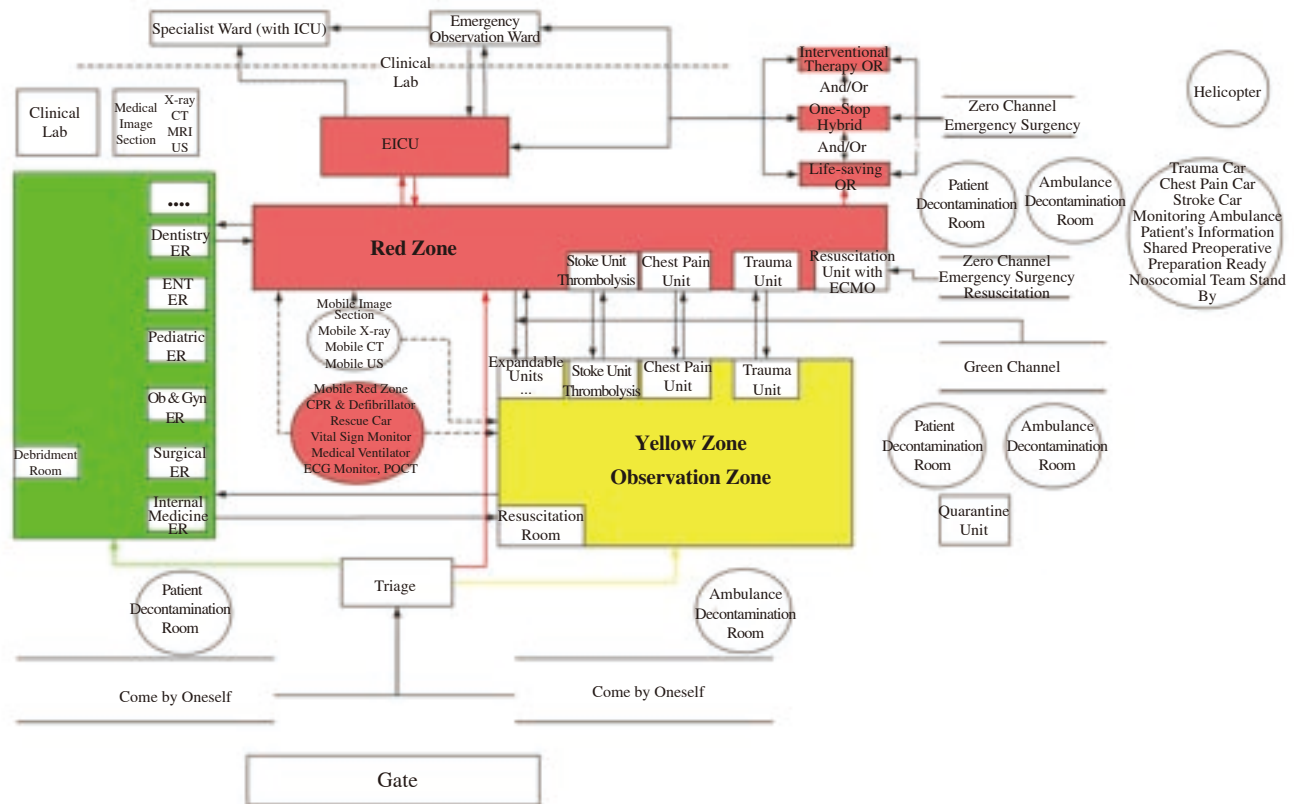 Specialist Ward (with ICU)
Emergency
Observation Ward
Clinical
Lab
Interventional
Therapy OR
And/Or
One-Stop
Hybrid
And/Or
Life-saving
OR
Zero Channel
Emergency Surgency
Helicopter
Clinical
Lab
Medical
Image
Section
X-ray
CT
MRI
US
EICU
Patient
Decontamination
Room
Ambulance
Decontamination
Room
Trauma Car
Chest Pain Car
Stroke Car
Monitoring Ambulance
Patient's Information
Shared Preoperative
Preparation Ready
Nosocomial Team Stand
By
....
Dentistry
ER
ENT
ER
Pediatric
ER
Ob & Gyn
ER
Surgical
ER
Internal
Medicine
ER
Debridment
Room
Red Zone
Stoke Unit
Thrombolysis
Chest Pain
Unit
Trauma
Unit
Resuscitation
Unit with
ECMO
Zero Channel
Emergency Surgency
Resuscitation
Mobile Image
Section
Mobile X-ray
Mobile CT
Mobile US
Expandable
Units
...
Stoke Unit
Thrombolysis
Chest Pain
Unit
Trauma
Unit
Green Channel
Mobile Red Zone
CPR & Defibrillator
Rescue Car
Vital Sign Monitor
Medical Ventilator
ECG Monitor, POCT
Yellow Zone
Observation Zone
Patient
Decontamination
Room
Ambulance
Decontamination
Room
Resuscitation
Room
Quarantine
Unit
Triage
Patient
Decontamination
Room
Ambulance
Decontamination
Room
Come by Oneself
Come by Oneself
Gate